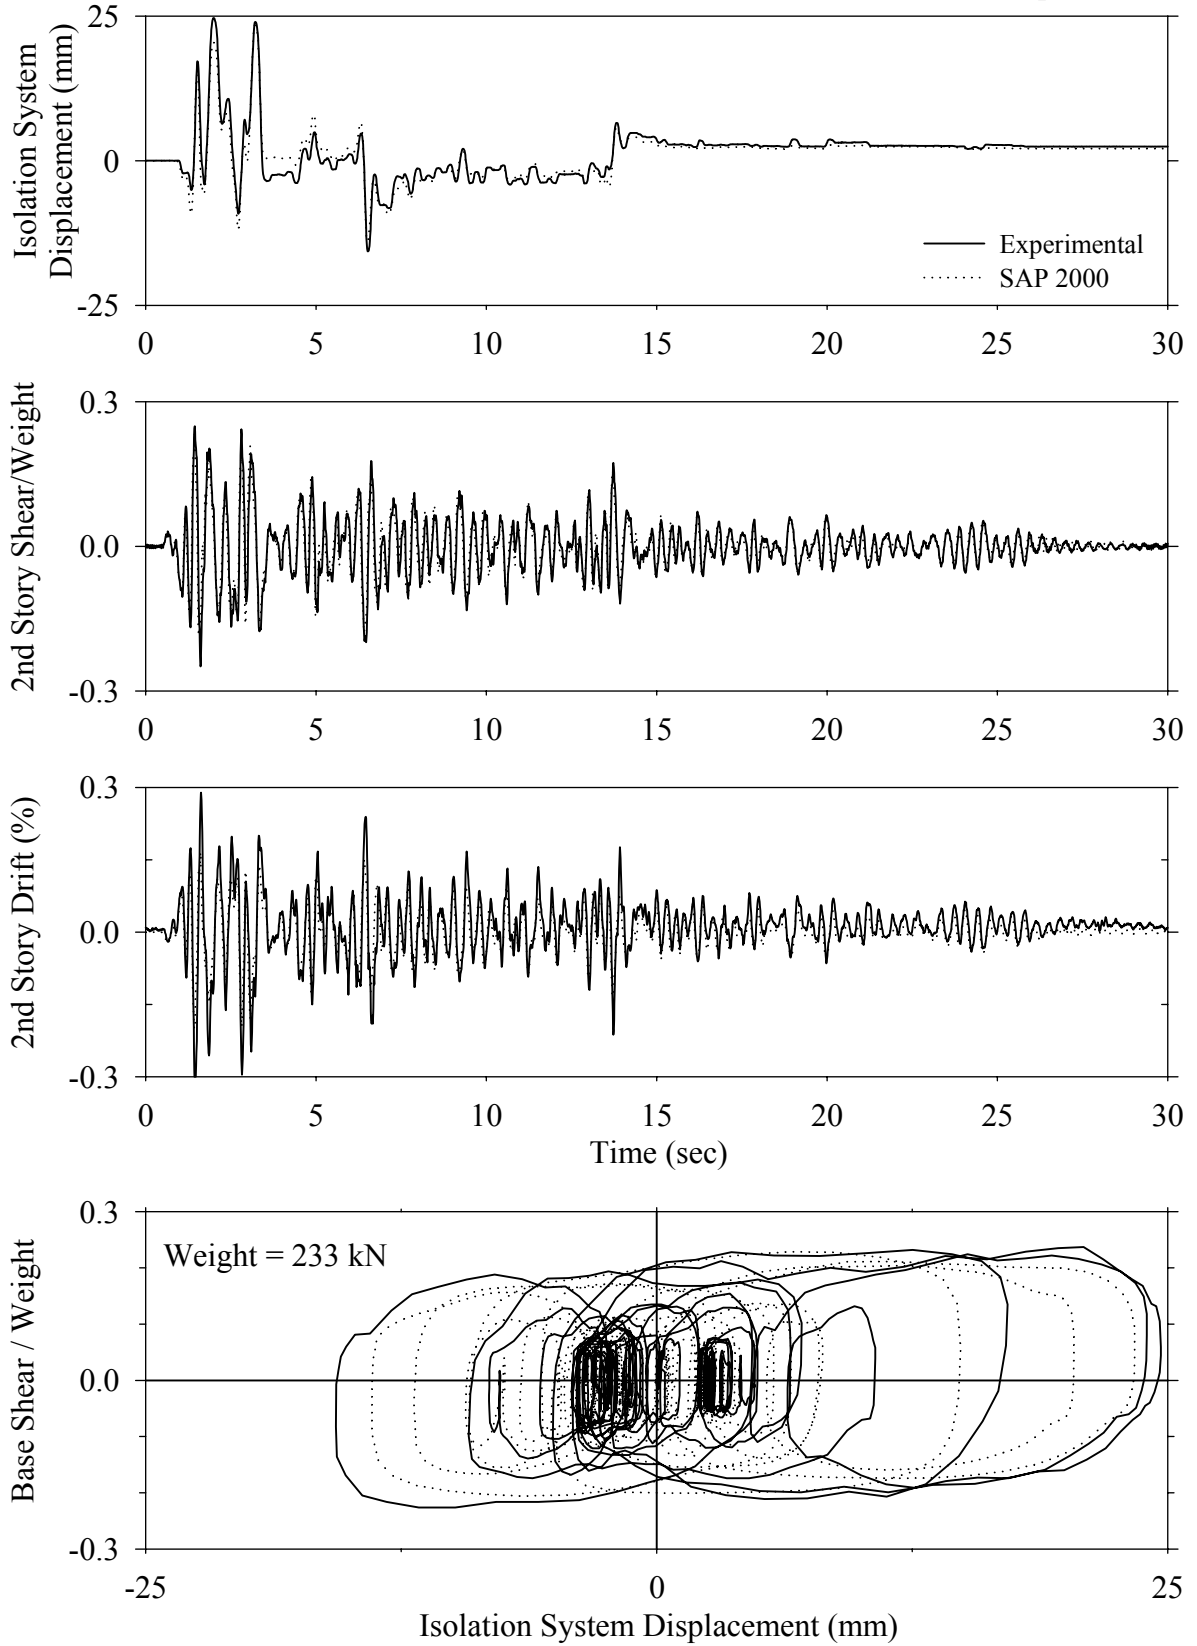 Isolation System
Displacement (mm)
25
0
-25
Experimental
SAP 2000
0 5 10 15 20 25 30
2nd Story Shear/Weight
0.3
0.0
-0.3
0 5 10 15 20 25 30
2nd Story Drift (%)
0.3
0.0
-0.3
0 5 10 15 20 25 30
Time (sec)
Base Shear / Weight
0.3
0.0
-0.3
Weight = 233 kN
-25 0 25
Isolation System Displacement (mm)